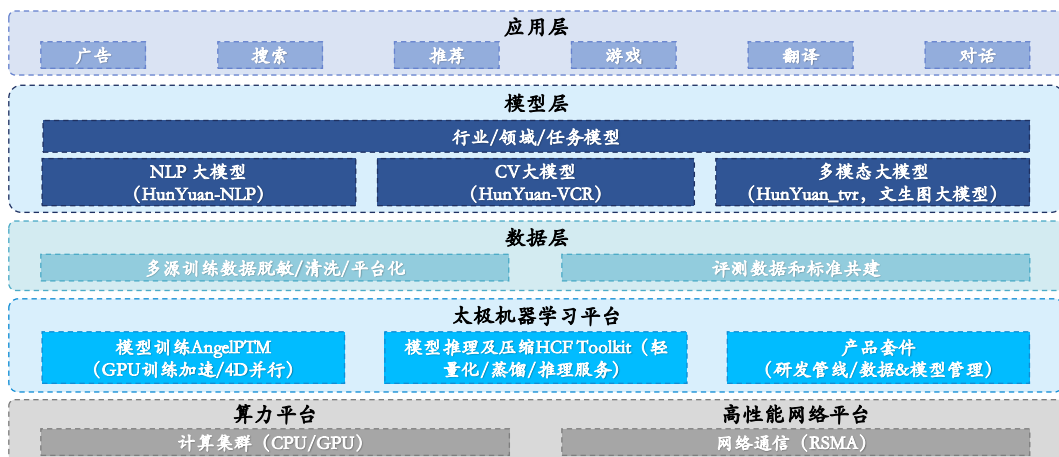 应用层
广告
搜索
推荐
游戏
翻译
对话
模型层
行业/领域/任务模型
NLP 大模型
（HunYuan-NLP）
CV大模型
（HunYuan-VCR）
多模态大模型
（HunYuan_tvr，文生图大模型）
数据层
多源训练数据脱敏/清洗/平台化
评测数据和标准共建
太极机器学习平台
模型训练AngelPTM
（GPU训练加速/4D并行）
模型推理及压缩HCF Toolkit（轻
量化/蒸馏/推理服务）
产品套件
（研发管线/数据&模型管理）
算力平台
高性能网络平台
计算集群（CPU/GPU）
网络通信（RSMA）